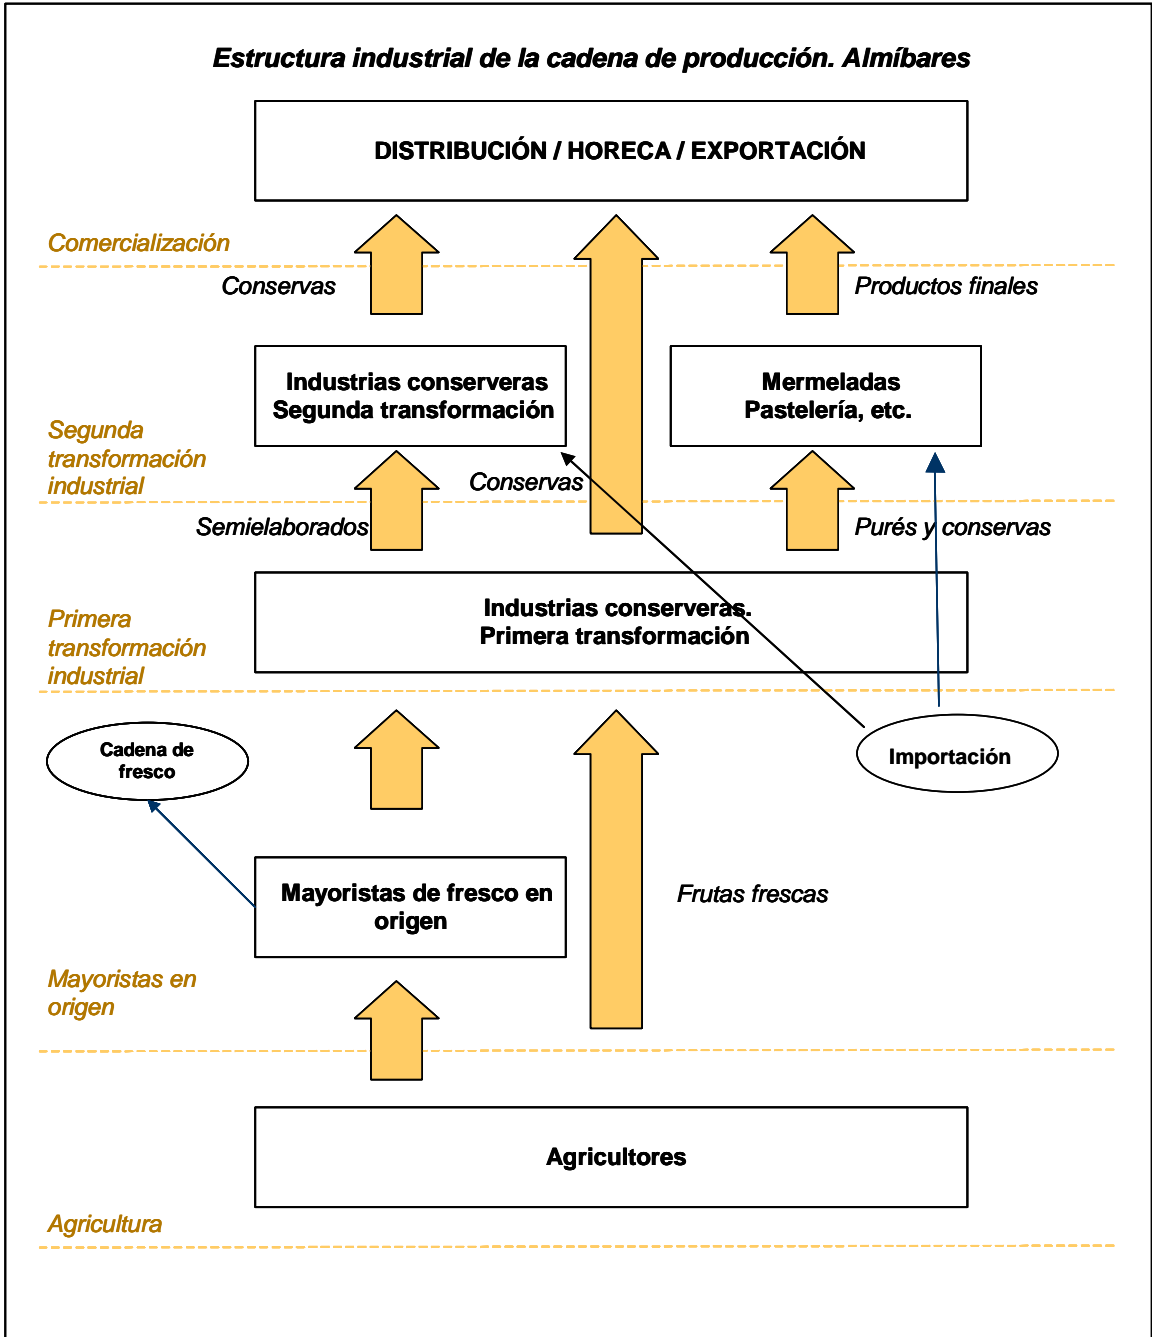 Estructura industrial de la cadena de producción. Almíbares
DISTRIBUCIÓN / HORECA / EXPORTACIÓN
Comercialización
Conservas
Productos finales
Industrias conserveras
Segunda transformación
Mermeladas
Pastelería, etc.
Segunda
transformación
industrial
Conservas
Semielaborados
Purés y conservas
Industrias conserveras.
Primera transformación
Primera
transformación
industrial
Cadena de
fresco
Importación
Mayoristas de fresco en
origen
Frutas frescas
Mayoristas en
origen
Agricultores
Agricultura